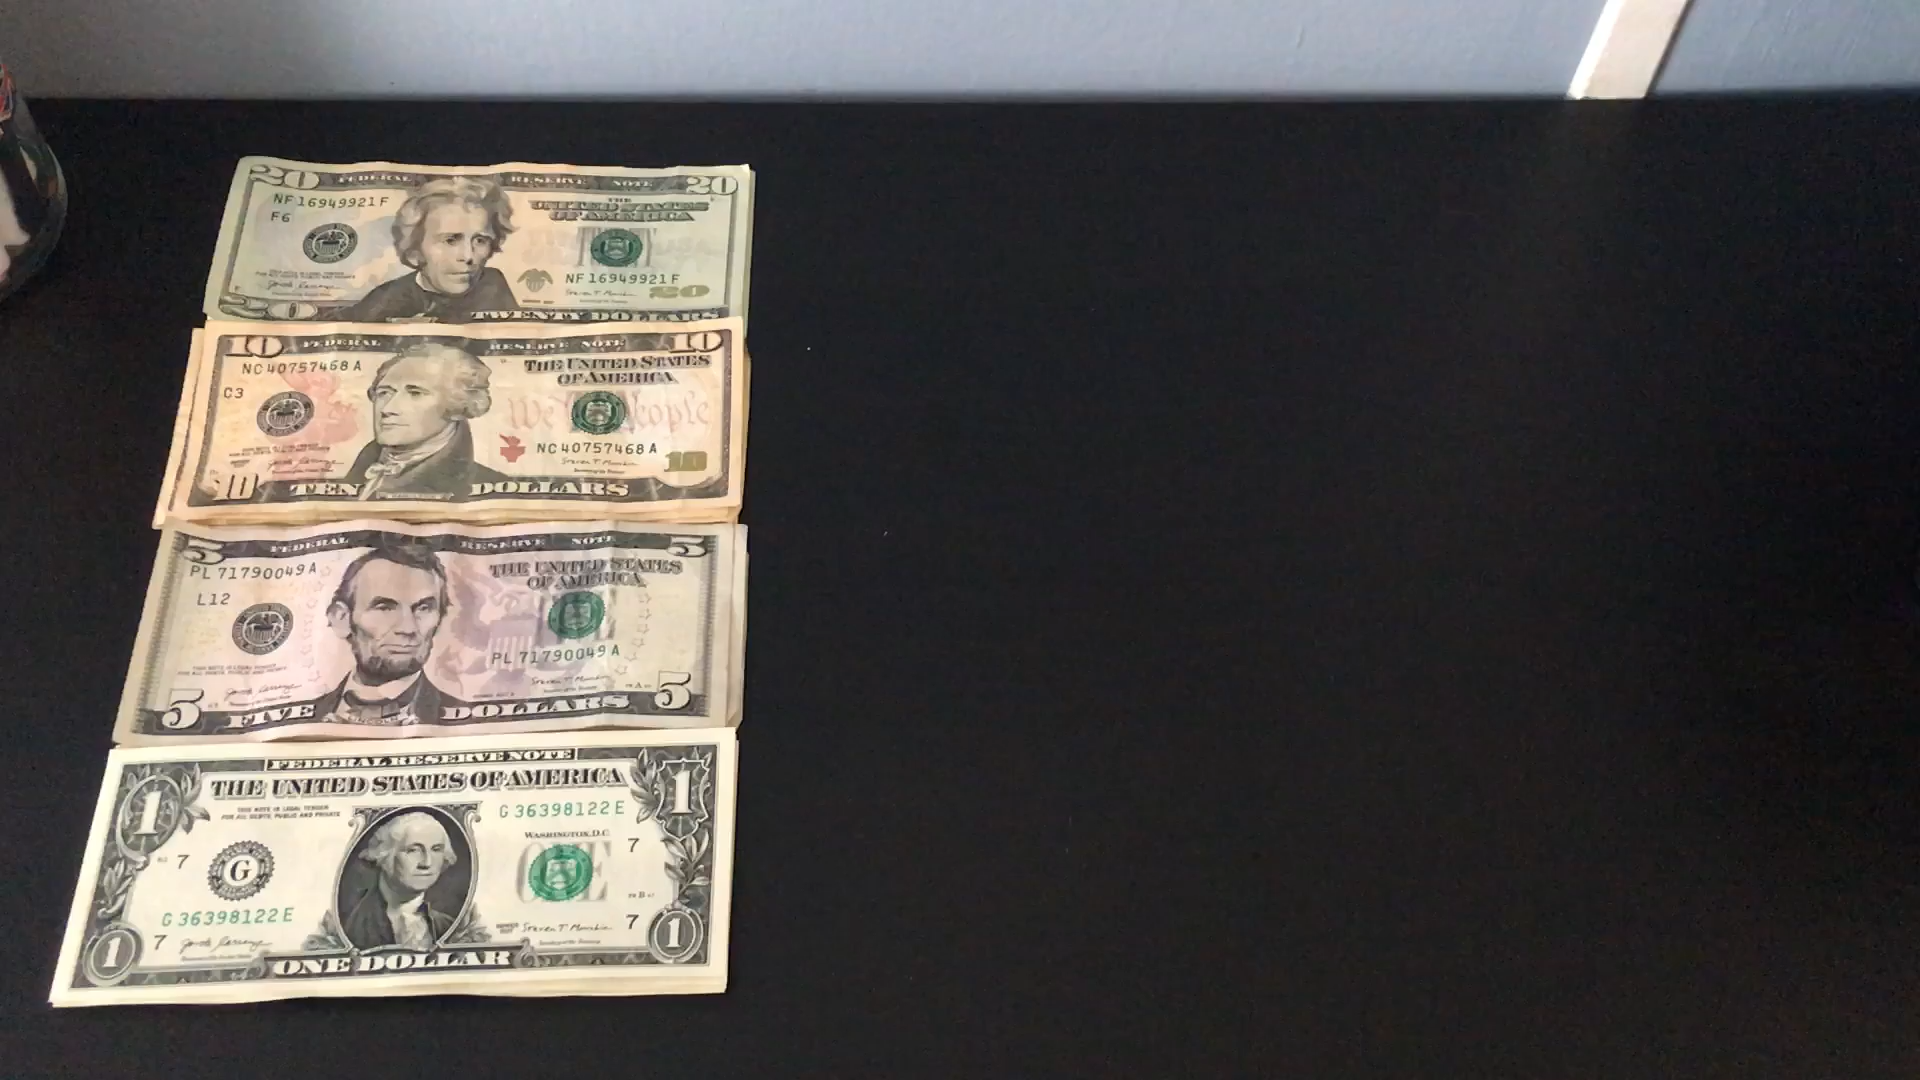 20 FEDERAL RESERVE NOTE 20
NF 16949921 F
F6
THE
UNITED STATES
OF AMERICA
NF 16949921 F
20
20 TWENTY DOLLARS
10 FEDERAL RESERVE NOTE 10
NC 40757468 A
THE UNITED STATES
OF AMERICA
C3
We People
NC 40757468 A
10
10 TEN DOLLARS
5 FEDERAL RESERVE NOTE 5
PL 71790049 A
THE UNITED STATES
OF AMERICA
L12
PL 71790049 A
5 FIVE DOLLARS 5
LINCOLN
FEDERAL RESERVE NOTE
THE UNITED STATES OF AMERICA
1 1
THIS NOTE IS LEGAL TENDER
FOR ALL DEBTS, PUBLIC AND PRIVATE
G 36398122 E
WASHINGTON, D.C.
7 G ONE 7
G 36398122 E
7 7
1 ONE DOLLAR 1